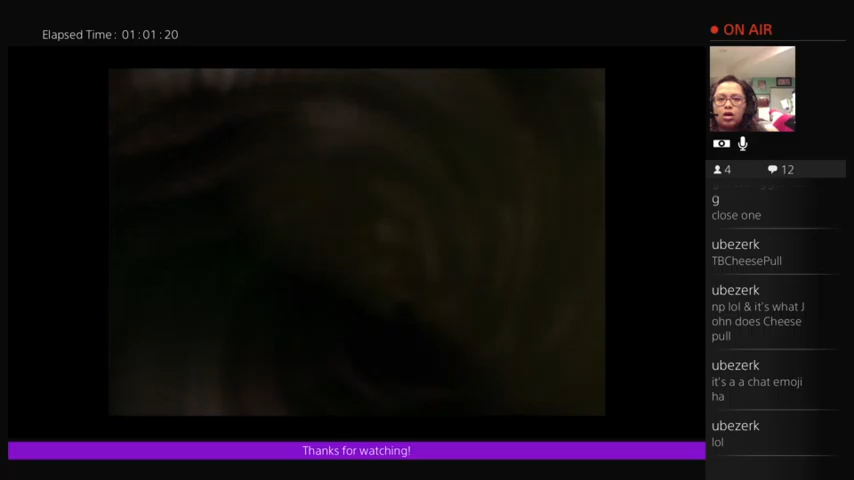 Elapsed Time: 01:01:20
ON AIR
4
12
g
close one
ubezerk
TBCheesePull
ubezerk
np lol & it's what J
ohn does Cheese
pull
ubezerk
it's a a chat emoji
ha
ubezerk
lol
Thanks for watching!